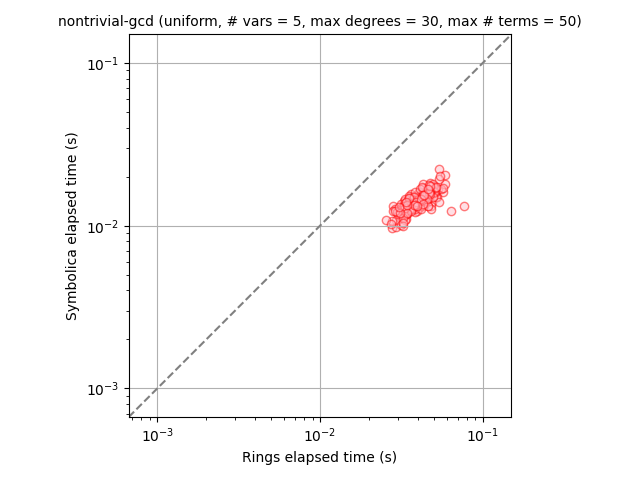 nontrivial-gcd (uniform, # vars = 5, max degrees = 30, max # terms = 50)
Symbolica elapsed time (s)
10⁻¹
10⁻²
10⁻³
10⁻³ 10⁻² 10⁻¹
Rings elapsed time (s)